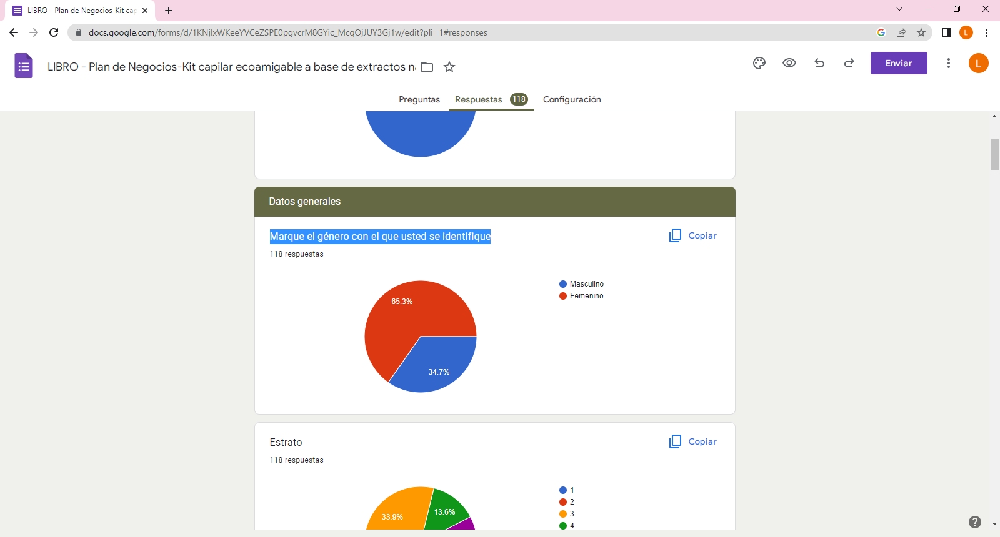 LIBRO - Plan de Negocios-Kit cap
docs.google.com/forms/d/1KNjlxWKeeYVCeZSPE0pgvcrM8GYic_McqOjJUY3Gj1w/edit?pli=1#responses
L
LIBRO - Plan de Negocios-Kit capilar ecoamigable a base de extractos n
Enviar
L
Preguntas
Respuestas 118
Configuración
Datos generales
Marque el género con el que usted se identifique
Copiar
118 respuestas
Masculino
Femenino
65.3%
34.7%
Estrato
Copiar
118 respuestas
1
2
3
4
33.9%
13.6%